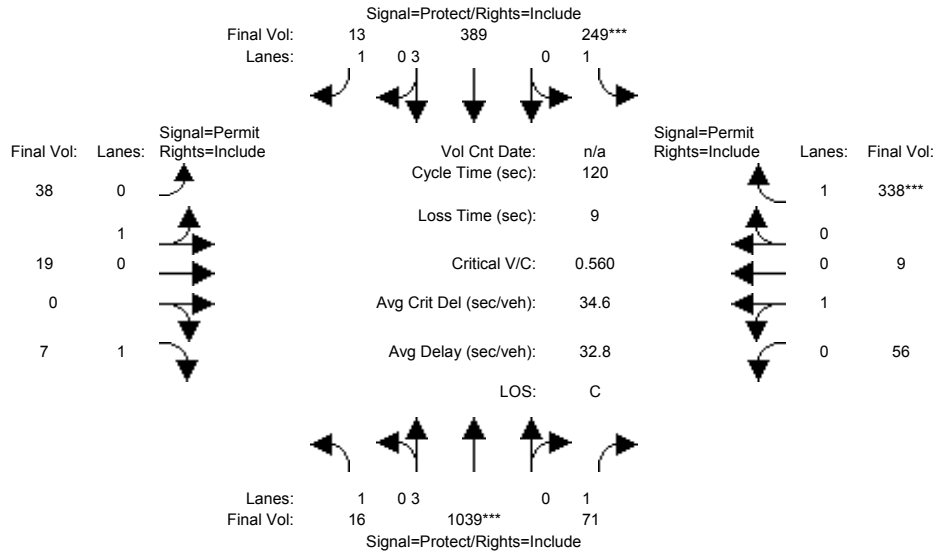 Signal=Protect/Rights=Include
Final Vol: 13 389 249***
Lanes: 1 0 3 0 1
Signal=Permit Signal=Permit
Final Vol: Lanes: Rights=Include Vol Cnt Date: n/a Rights=Include Lanes: Final Vol:
Cycle Time (sec): 120
38 0 1 338***
Loss Time (sec): 9
1 0
19 0 Critical V/C: 0.560 0 9
0 Avg Crit Del (sec/veh): 34.6 1
7 1 Avg Delay (sec/veh): 32.8 0 56
LOS: C
Lanes: 1 0 3 0 1
Final Vol: 16 1039*** 71
Signal=Protect/Rights=Include